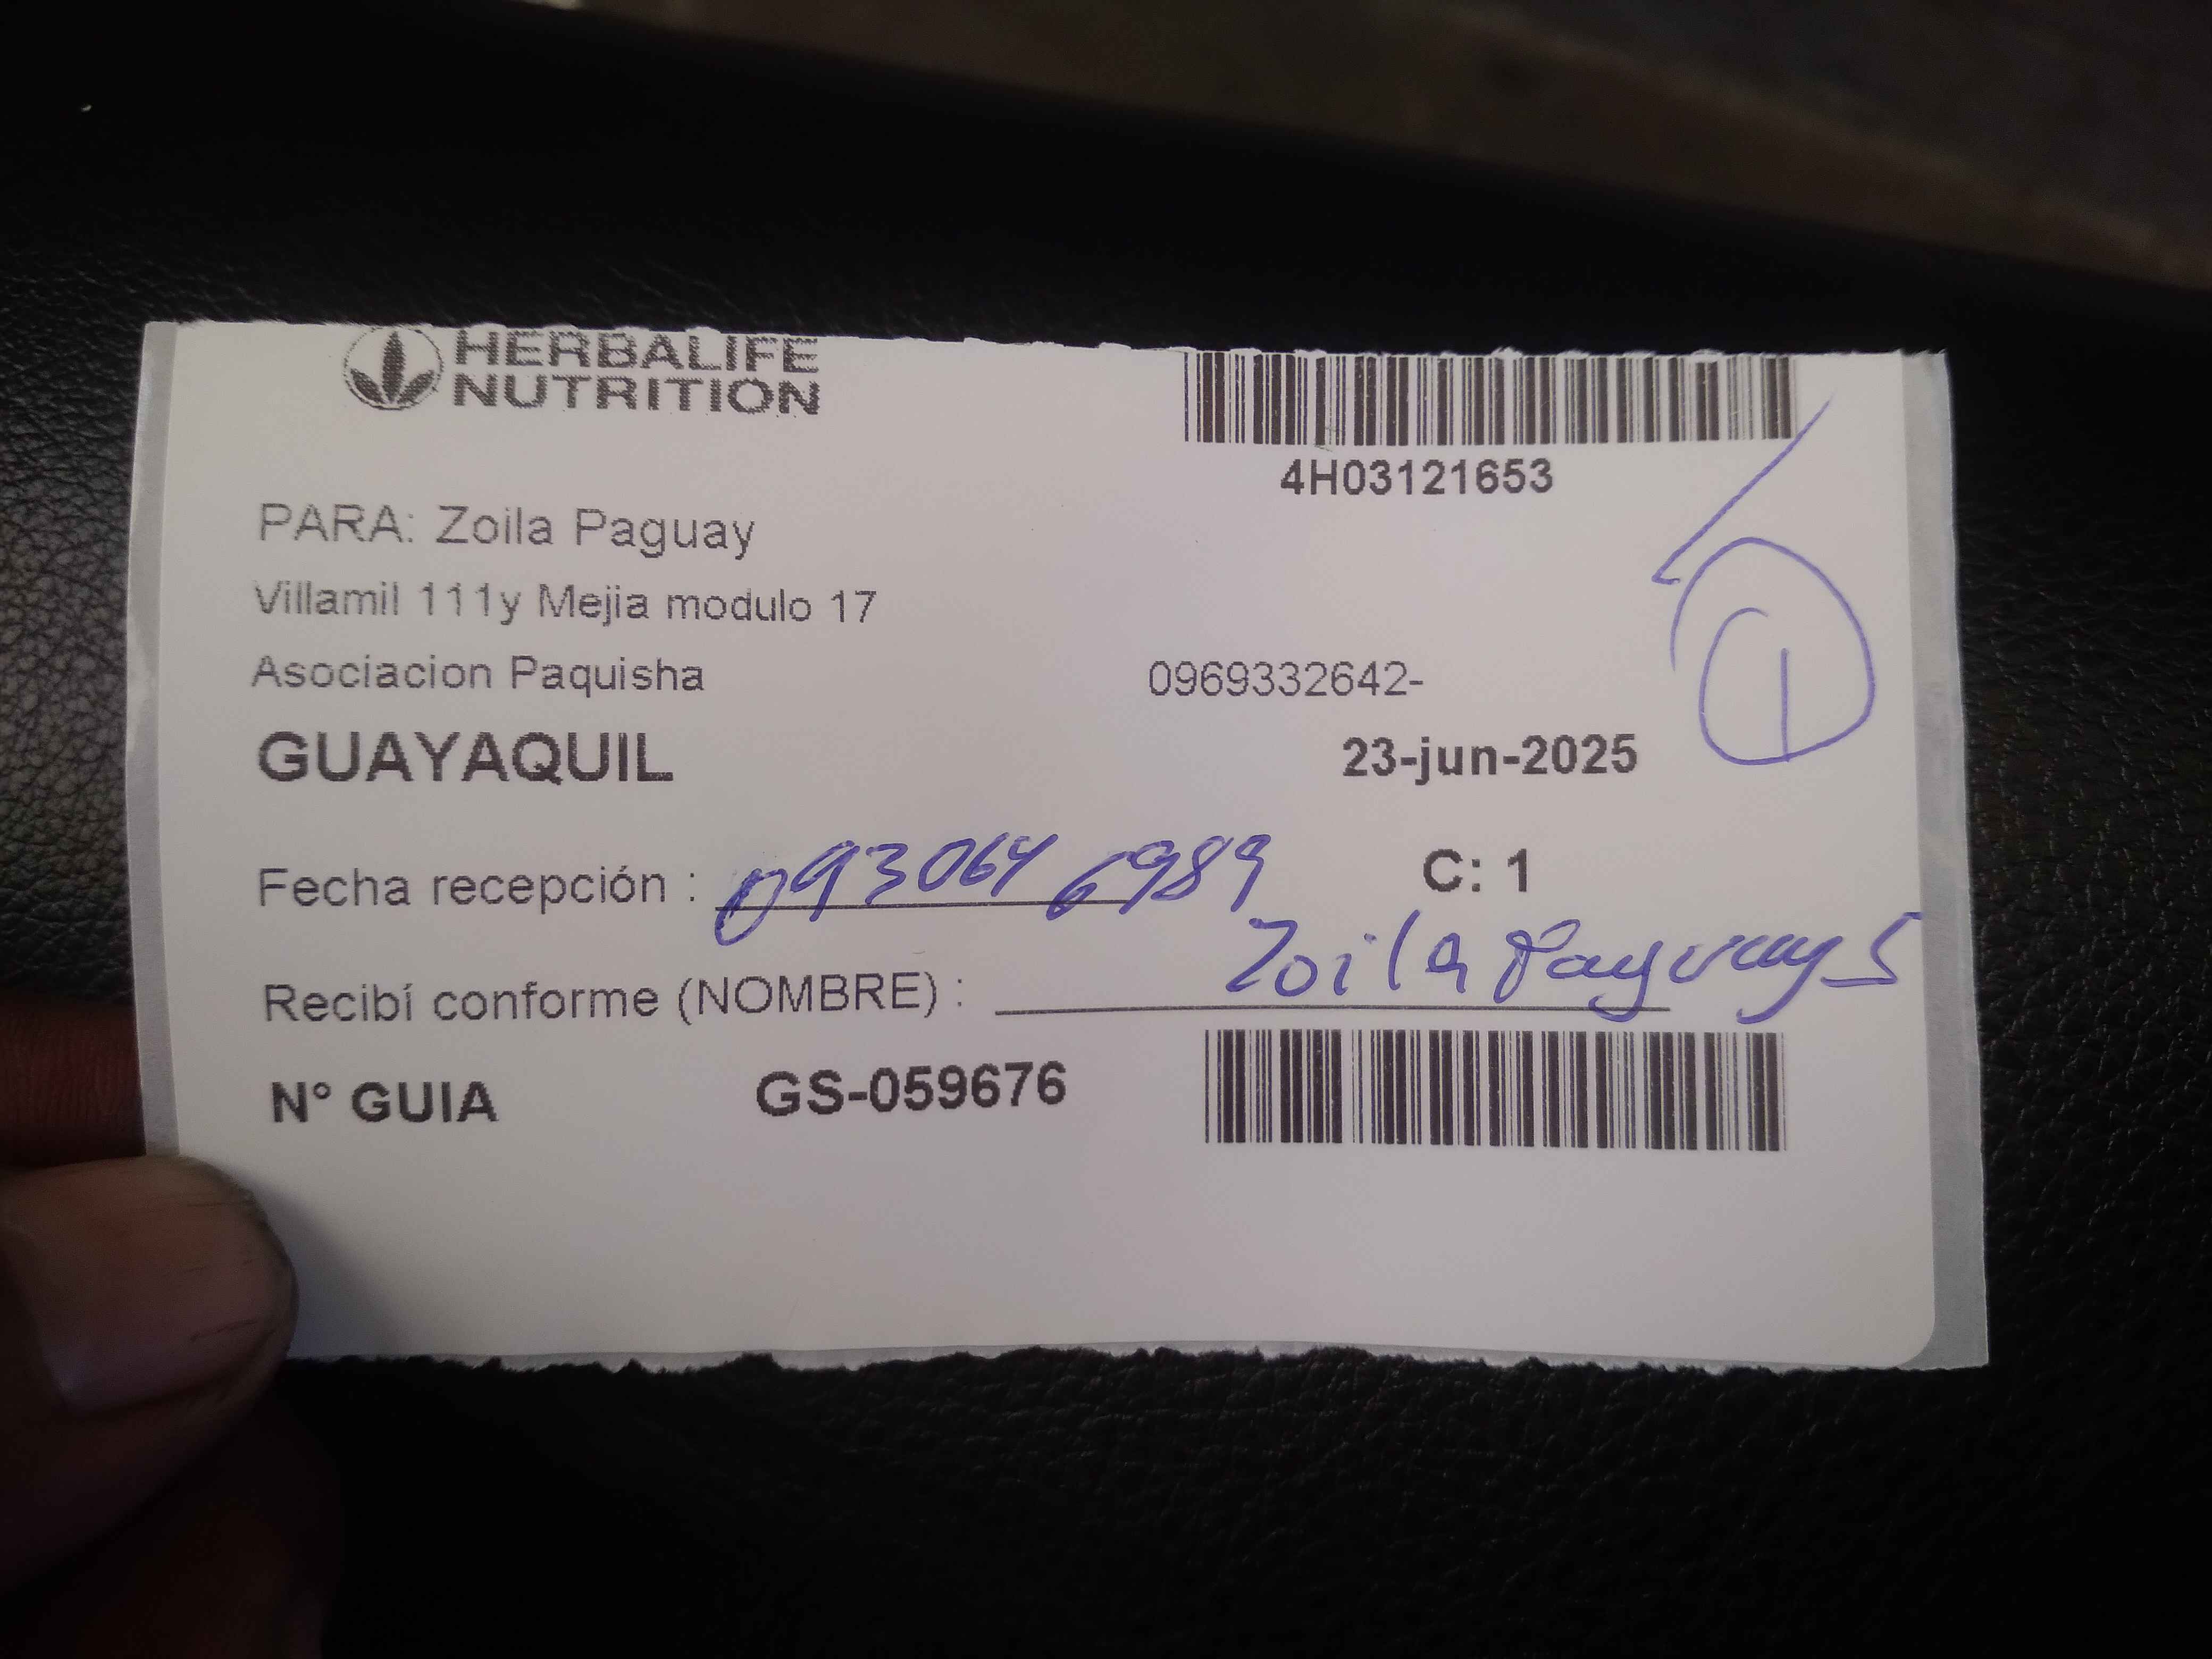 HERBALIFE
NUTRITION
4H03121653
PARA: Zoila Paguay
Villamil 111y Mejia modulo 17
Asociacion Paquisha 0969332642-
1
GUAYAQUIL 23-jun-2025
Fecha recepción : 0930646989 C: 1
Recibí conforme (NOMBRE) : Zoila Paguay
N° GUIA GS-059676